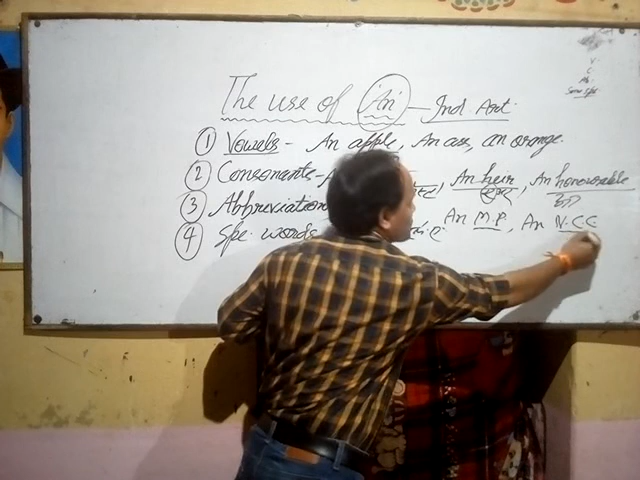 The use of 'An' - Ind Art.
① Vowels - An apple, An ass, an orange.
② Consonants - An heir, An honourable
③ Abbreviation An M.P., An N.CC
④ Spe. words